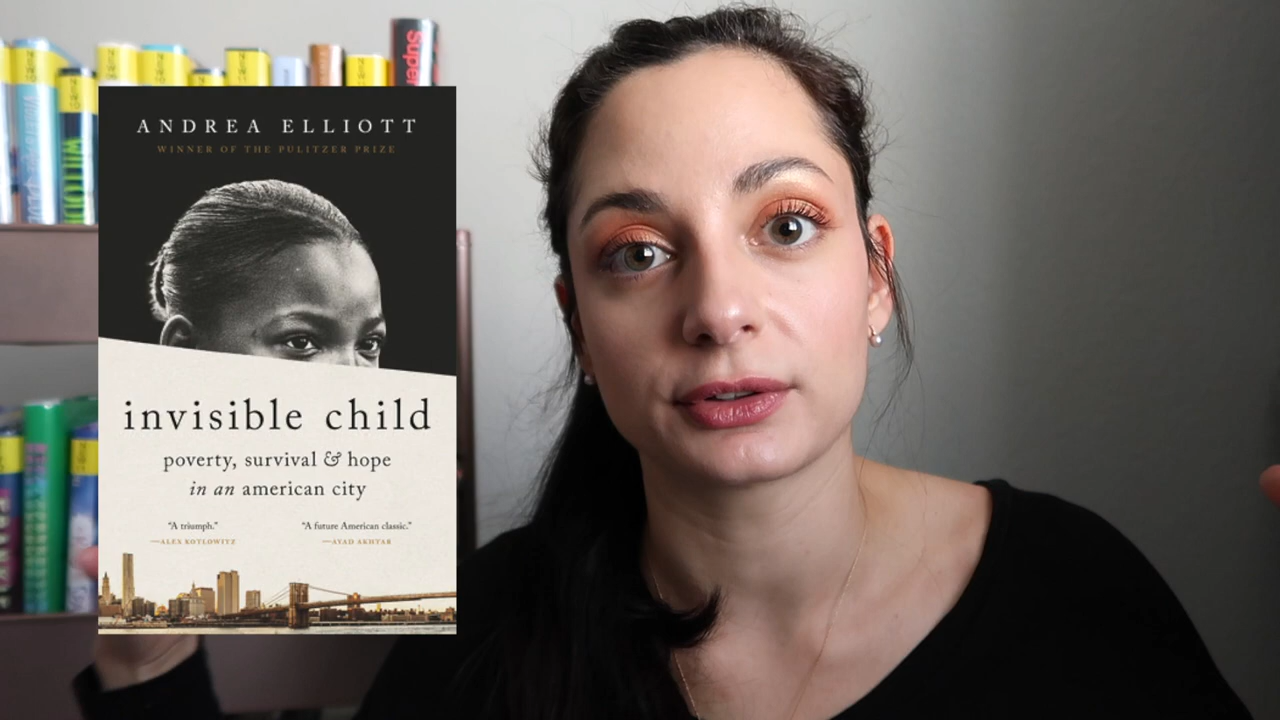 Super
ANDREA ELLIOTT
WINNER OF THE PULITZER PRIZE
invisible child
poverty, survival & hope
in an american city
“A triumph.”
—ALEX KOTLOWITZ
“A future American classic.”
—AYAD AKHTAR